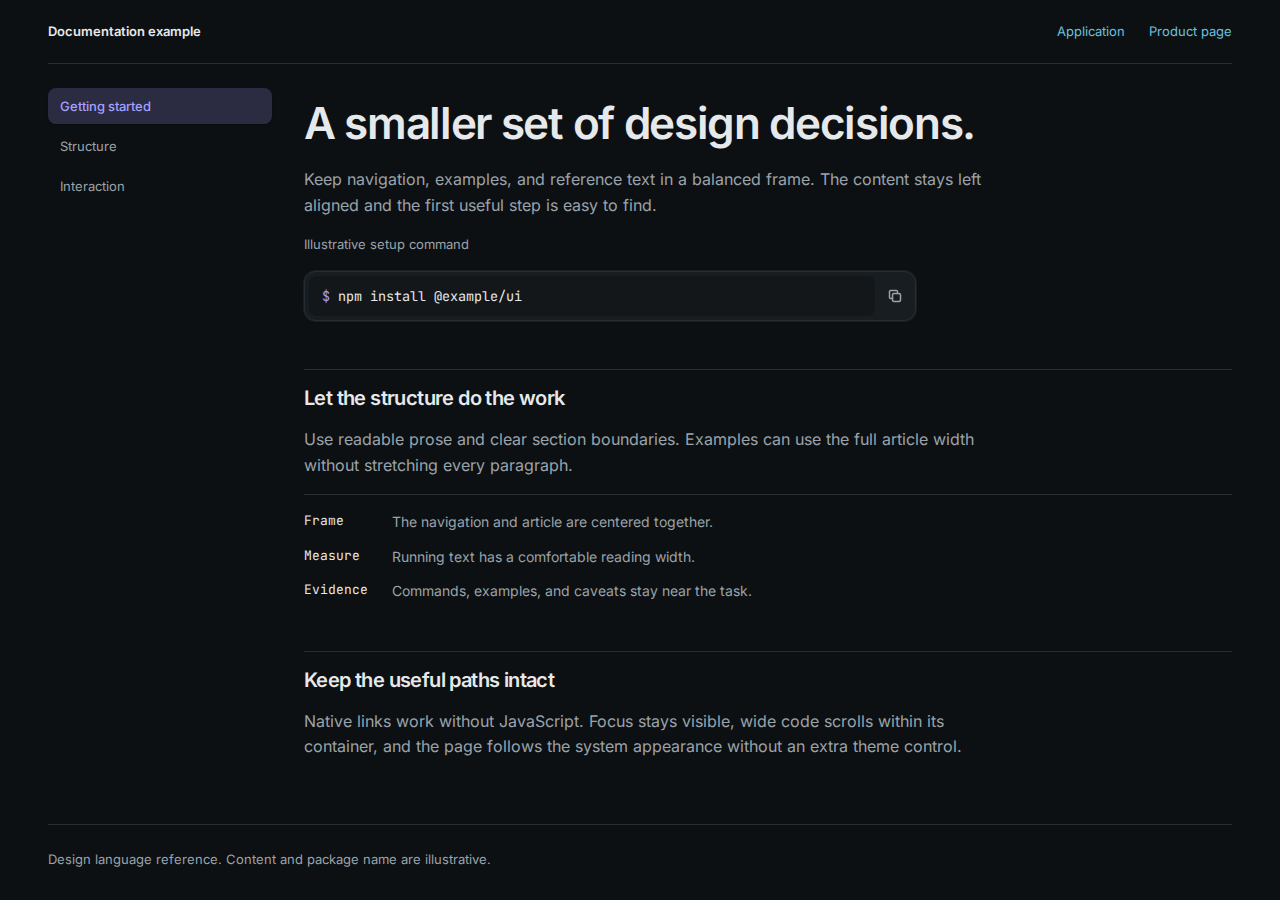 Documentation example
Application
Product page
Getting started
Structure
Interaction
A smaller set of design decisions.
Keep navigation, examples, and reference text in a balanced frame. The content stays left
aligned and the first useful step is easy to find.
Illustrative setup command
$ npm install @example/ui
Let the structure do the work
Use readable prose and clear section boundaries. Examples can use the full article width
without stretching every paragraph.
Frame The navigation and article are centered together.
Measure Running text has a comfortable reading width.
Evidence Commands, examples, and caveats stay near the task.
Keep the useful paths intact
Native links work without JavaScript. Focus stays visible, wide code scrolls within its
container, and the page follows the system appearance without an extra theme control.
Design language reference. Content and package name are illustrative.